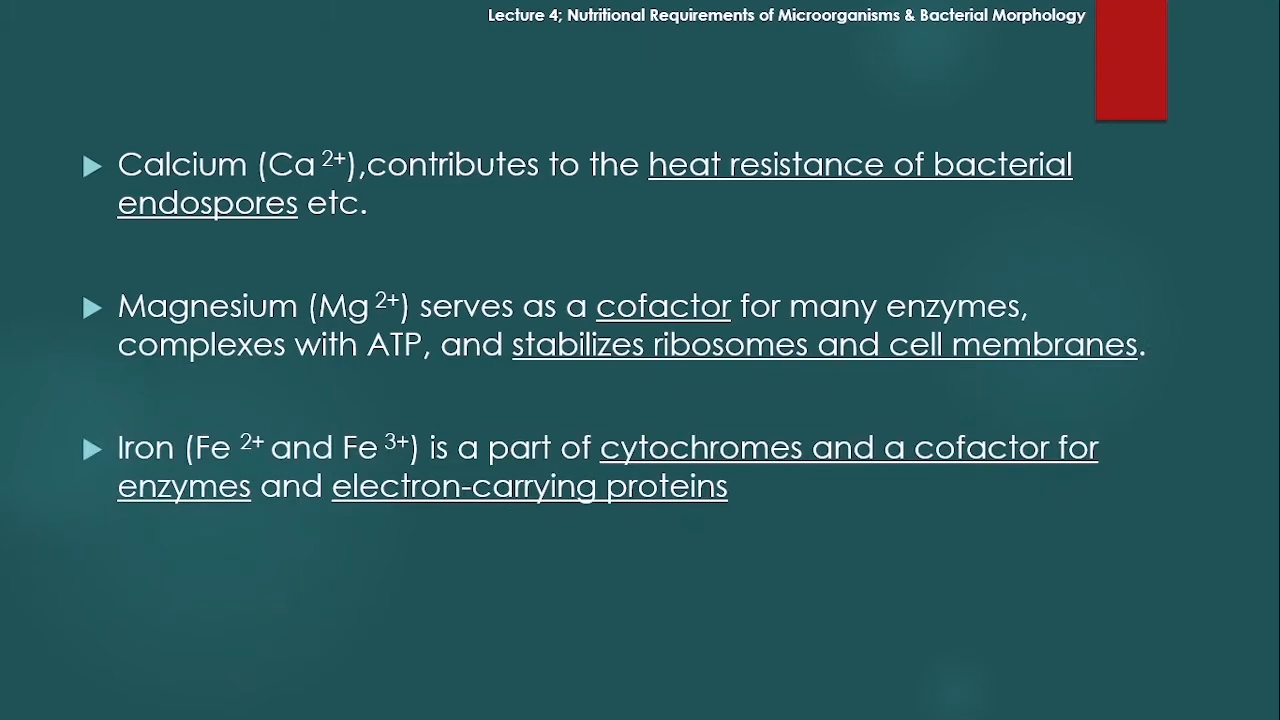 Lecture 4; Nutritional Requirements of Microorganisms & Bacterial Morphology
Calcium (Ca 2+),contributes to the heat resistance of bacterial
endospores etc.
Magnesium (Mg 2+) serves as a cofactor for many enzymes,
complexes with ATP, and stabilizes ribosomes and cell membranes.
Iron (Fe 2+ and Fe 3+) is a part of cytochromes and a cofactor for
enzymes and electron-carrying proteins